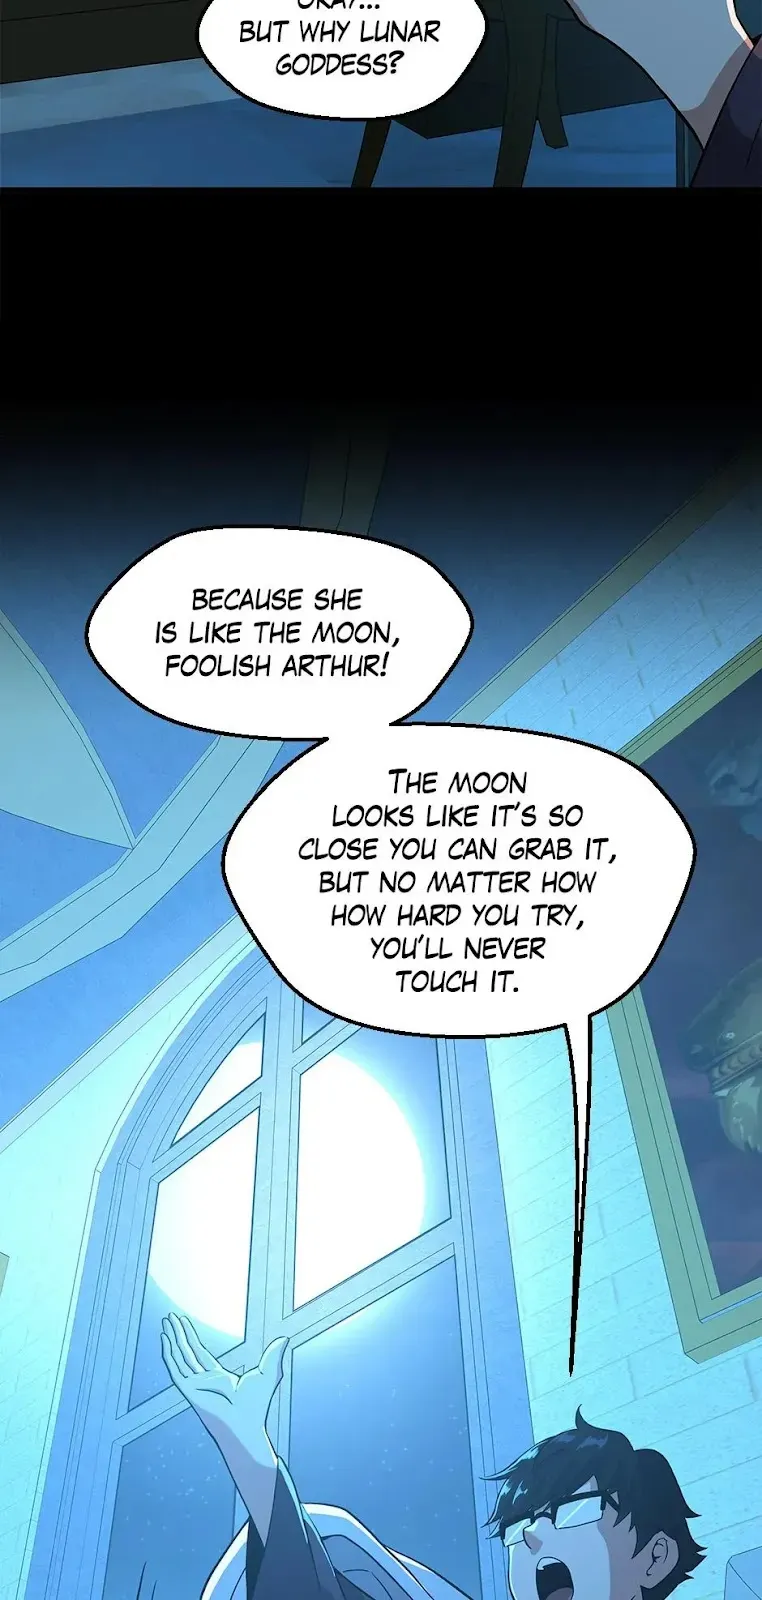 OKAY...
BUT WHY LUNAR
GODDESS?
BECAUSE SHE
IS LIKE THE MOON,
FOOLISH ARTHUR!
THE MOON
LOOKS LIKE IT'S SO
CLOSE YOU CAN GRAB IT,
BUT NO MATTER HOW
HOW HARD YOU TRY,
YOU'LL NEVER
TOUCH IT.